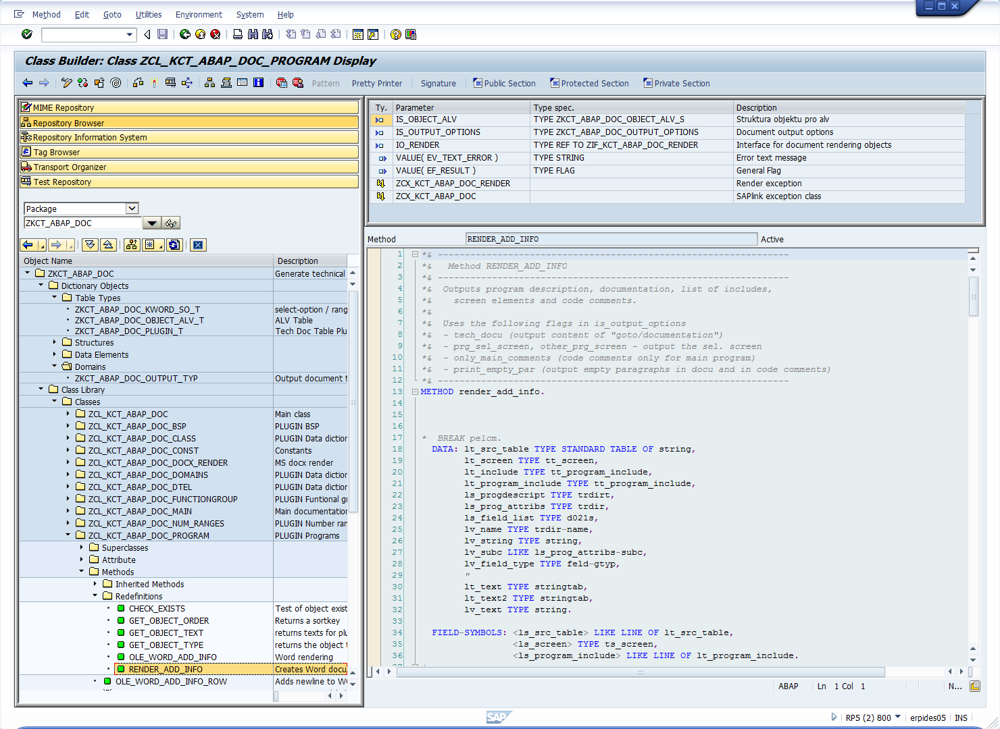 Method Edit Goto Utilities Environment System Help
Class Builder: Class ZCL_KCT_ABAP_DOC_PROGRAM Display
Pattern Pretty Printer Signature Public Section Protected Section Private Section
MIME Repository
Repository Browser
Repository Information System
Tag Browser
Transport Organizer
Test Repository
Package
ZKCT_ABAP_DOC
Object Name Description
ZKCT_ABAP_DOC Generate technical
Dictionary Objects
Table Types
ZKCT_ABAP_DOC_KWORD_SO_T select-option / rang
ZKCT_ABAP_DOC_OBJECT_ALV_T ALV Table
ZKCT_ABAP_DOC_PLUGIN_T Tech Doc Table Plu
Structures
Data Elements
Domains
ZKCT_ABAP_DOC_OUTPUT_TYP Output document t
Class Library
Classes
ZCL_KCT_ABAP_DOC Main class
ZCL_KCT_ABAP_DOC_BSP PLUGIN BSP
ZCL_KCT_ABAP_DOC_CLASS PLUGIN Data diction
ZCL_KCT_ABAP_DOC_CONST Constants
ZCL_KCT_ABAP_DOC_DOCX_RENDER MS docx render
ZCL_KCT_ABAP_DOC_DOMAINS PLUGIN Data diction
ZCL_KCT_ABAP_DOC_DTEL PLUGIN Data diction
ZCL_KCT_ABAP_DOC_FUNCTIONGROUP PLUGIN Funtional gr
ZCL_KCT_ABAP_DOC_MAIN Main documentation
ZCL_KCT_ABAP_DOC_NUM_RANGES PLUGIN Number ran
ZCL_KCT_ABAP_DOC_PROGRAM PLUGIN Programs
Superclasses
Attribute
Methods
Inherited Methods
Redefinitions
CHECK_EXISTS Test of object exist
GET_OBJECT_ORDER Returns a sortkey
GET_OBJECT_TEXT returns texts for plu
GET_OBJECT_TYPE returns the object t
OLE_WORD_ADD_INFO Word rendering
RENDER_ADD_INFO Creates Word docu
OLE_WORD_ADD_INFO_ROW Adds newline to WO
Ty. Parameter Type spec. Description
IS_OBJECT_ALV TYPE ZKCT_ABAP_DOC_OBJECT_ALV_S Struktura objektu pro alv
IS_OUTPUT_OPTIONS TYPE ZKCT_ABAP_DOC_OUTPUT_OPTIONS Document output options
IO_RENDER TYPE REF TO ZIF_KCT_ABAP_DOC_RENDER Interface for document rendering objects
VALUE( EV_TEXT_ERROR ) TYPE STRING Error text message
VALUE( EF_RESULT ) TYPE FLAG General Flag
ZCX_KCT_ABAP_DOC_RENDER Render exception
ZCX_KCT_ABAP_DOC SAPlink exception class
Method RENDER_ADD_INFO Active
1 *& -----------------------------------------------------------------
2 *& Method RENDER_ADD_INFO
3 *& -----------------------------------------------------------------
4 *& Outputs program description, documentation, list of includes,
5 *& screen elements and code comments.
6 *&
7 *& Uses the following flags in is_output_options
8 *& - tech_docu (output content of "goto/documentation")
9 *& - prg_sel_screen, other_prg_screen - output the sel. screen
10 *& - only_main_comments (code comments only for main program)
11 *& - print_empty_par (output empty paragraphs in docu and in code comments)
12 *& -----------------------------------------------------------------
13 METHOD render_add_info.
14
15
16
17 * BREAK pelcm.
18 DATA: lt_src_table TYPE STANDARD TABLE OF string,
19 lt_screen TYPE tt_screen,
20 lt_include TYPE tt_program_include,
21 lt_program_include TYPE tt_program_include,
22 ls_progdescript TYPE trdirt,
23 ls_prog_attribs TYPE trdir,
24 ls_field_list TYPE d021s,
25 lv_name TYPE trdir-name,
26 lv_string TYPE string,
27 lv_subc LIKE ls_prog_attribs-subc,
28 lv_field_type TYPE feld-gtyp,
29 "
30 lt_text TYPE stringtab,
31 lt_text2 TYPE stringtab,
32 lv_text TYPE string.
33
34 FIELD-SYMBOLS: <ls_src_table> LIKE LINE OF lt_src_table,
35 <ls_screen> TYPE ts_screen,
36 <ls_program_include> LIKE LINE OF lt_program_include.
ABAP Ln 1 Col 1 N...
SAP
RP5 (2) 800 erpides05 INS